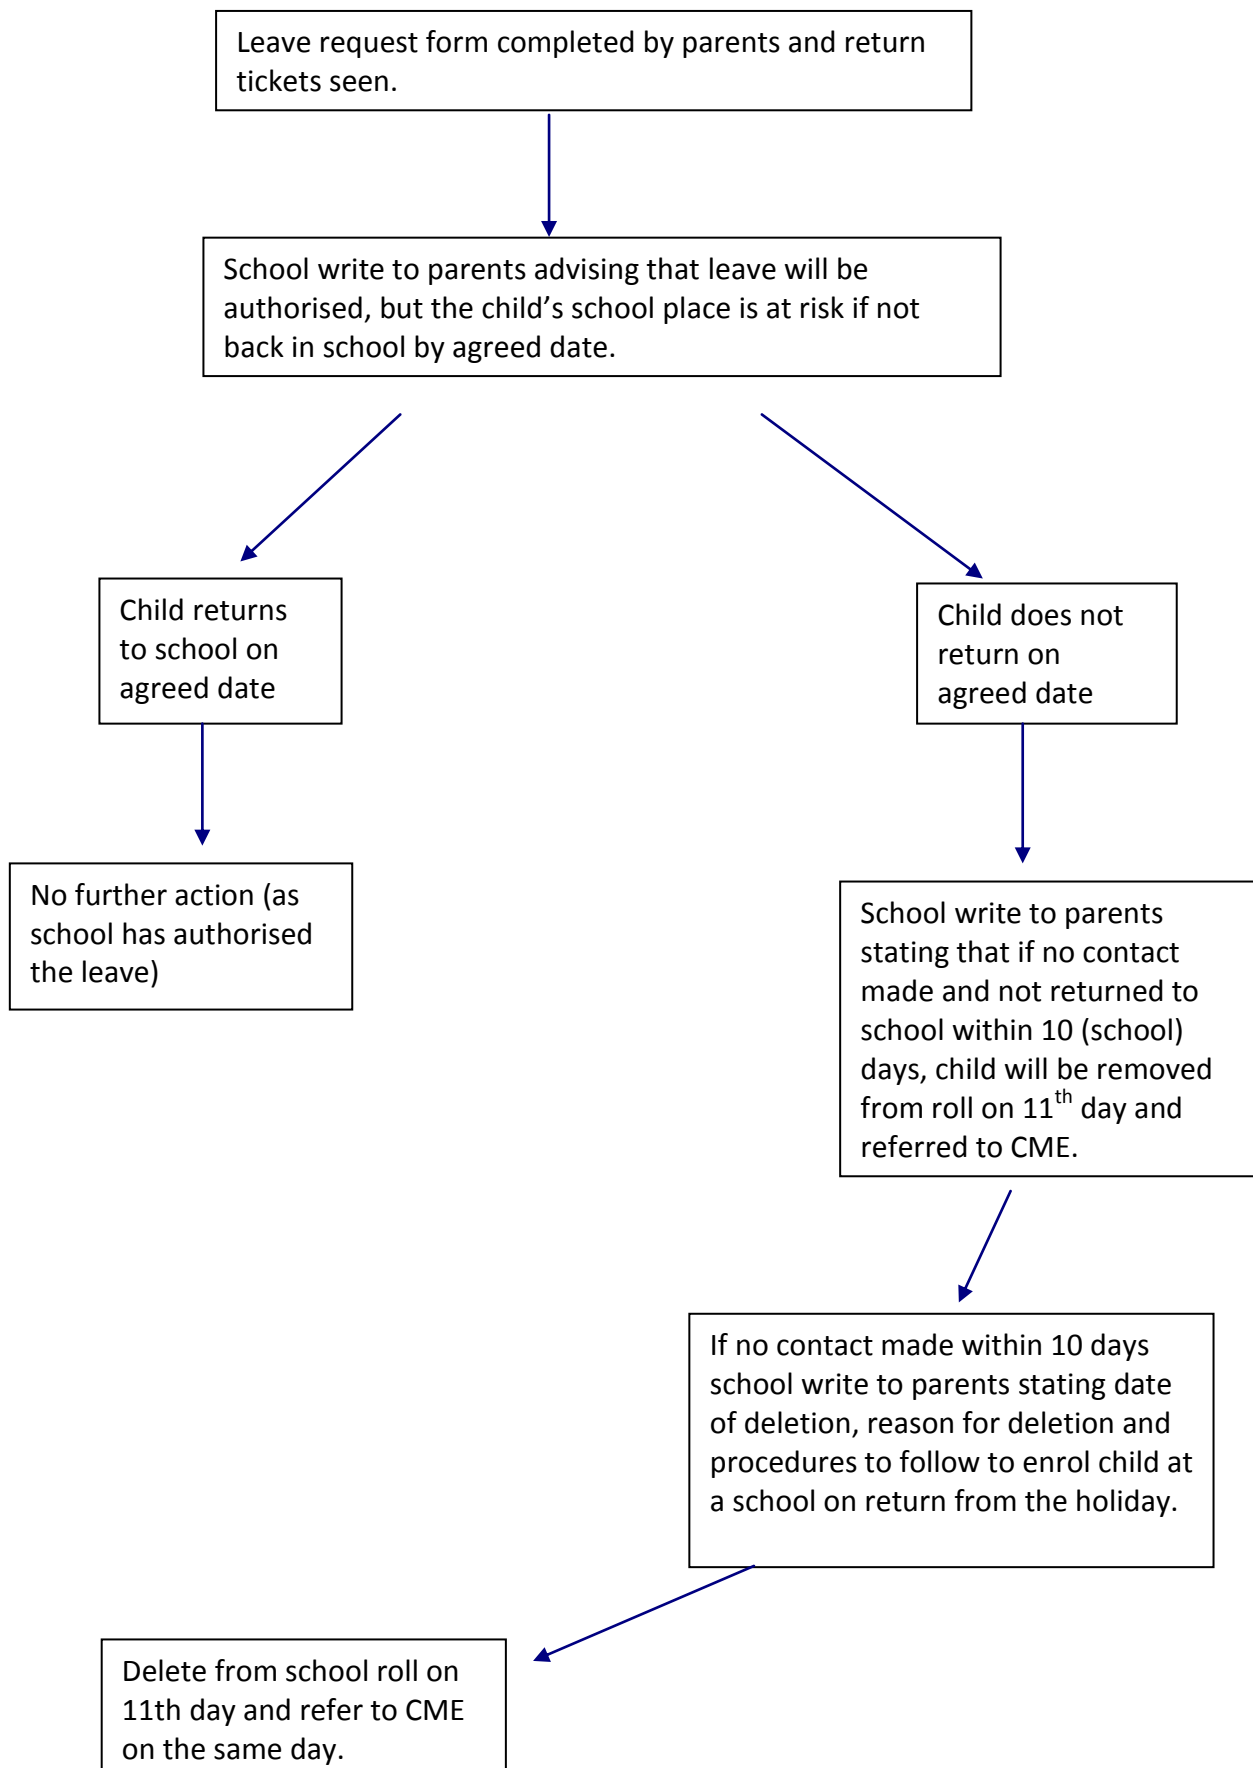 Leave request form completed by parents and return
tickets seen.
School write to parents advising that leave will be
authorised, but the child’s school place is at risk if not
back in school by agreed date.
Child returns
to school on
agreed date
Child does not
return on
agreed date
No further action (as
school has authorised
the leave)
School write to parents
stating that if no contact
made and not returned to
school within 10 (school)
days, child will be removed
from roll on 11th day and
referred to CME.
If no contact made within 10 days
school write to parents stating date
of deletion, reason for deletion and
procedures to follow to enrol child at
a school on return from the holiday.
Delete from school roll on
11th day and refer to CME
on the same day.